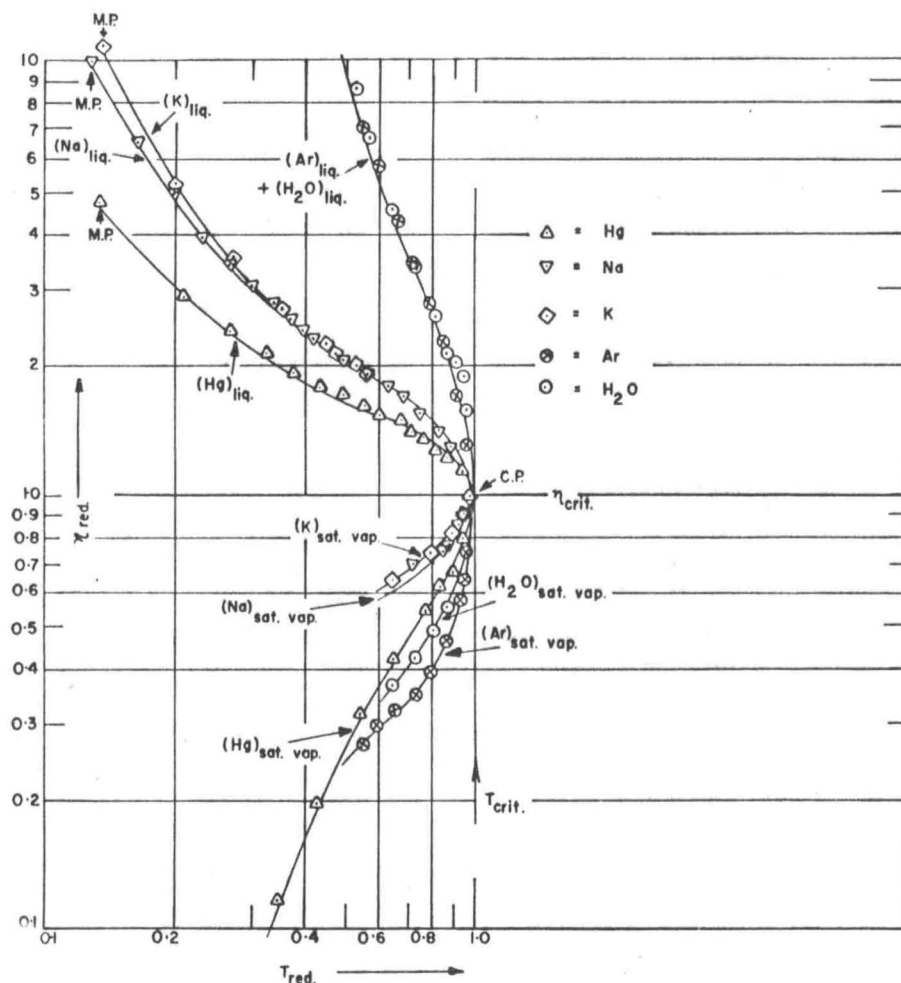 M.P.
10
9
8
7
6
5
4
3
2
1·0
0·9
0·8
0·7
0·6
0·5
0·4
0·3
0·2
0·1
M.P.
(K)liq.
(Na)liq.
M.P.
(Hg)liq.
(Ar)liq.
+ (H2O)liq.
△ = Hg
▽ = Na
◇ = K
⊗ = Ar
⊙ = H2O
C.P.
ηcrit.
ηred.
(K)sat. vap.
(Na)sat. vap.
(H2O)sat. vap.
(Ar)sat. vap.
(Hg)sat. vap.
Tcrit.
0·1 0·2 0·4 0·6 0·8 1·0
Tred.